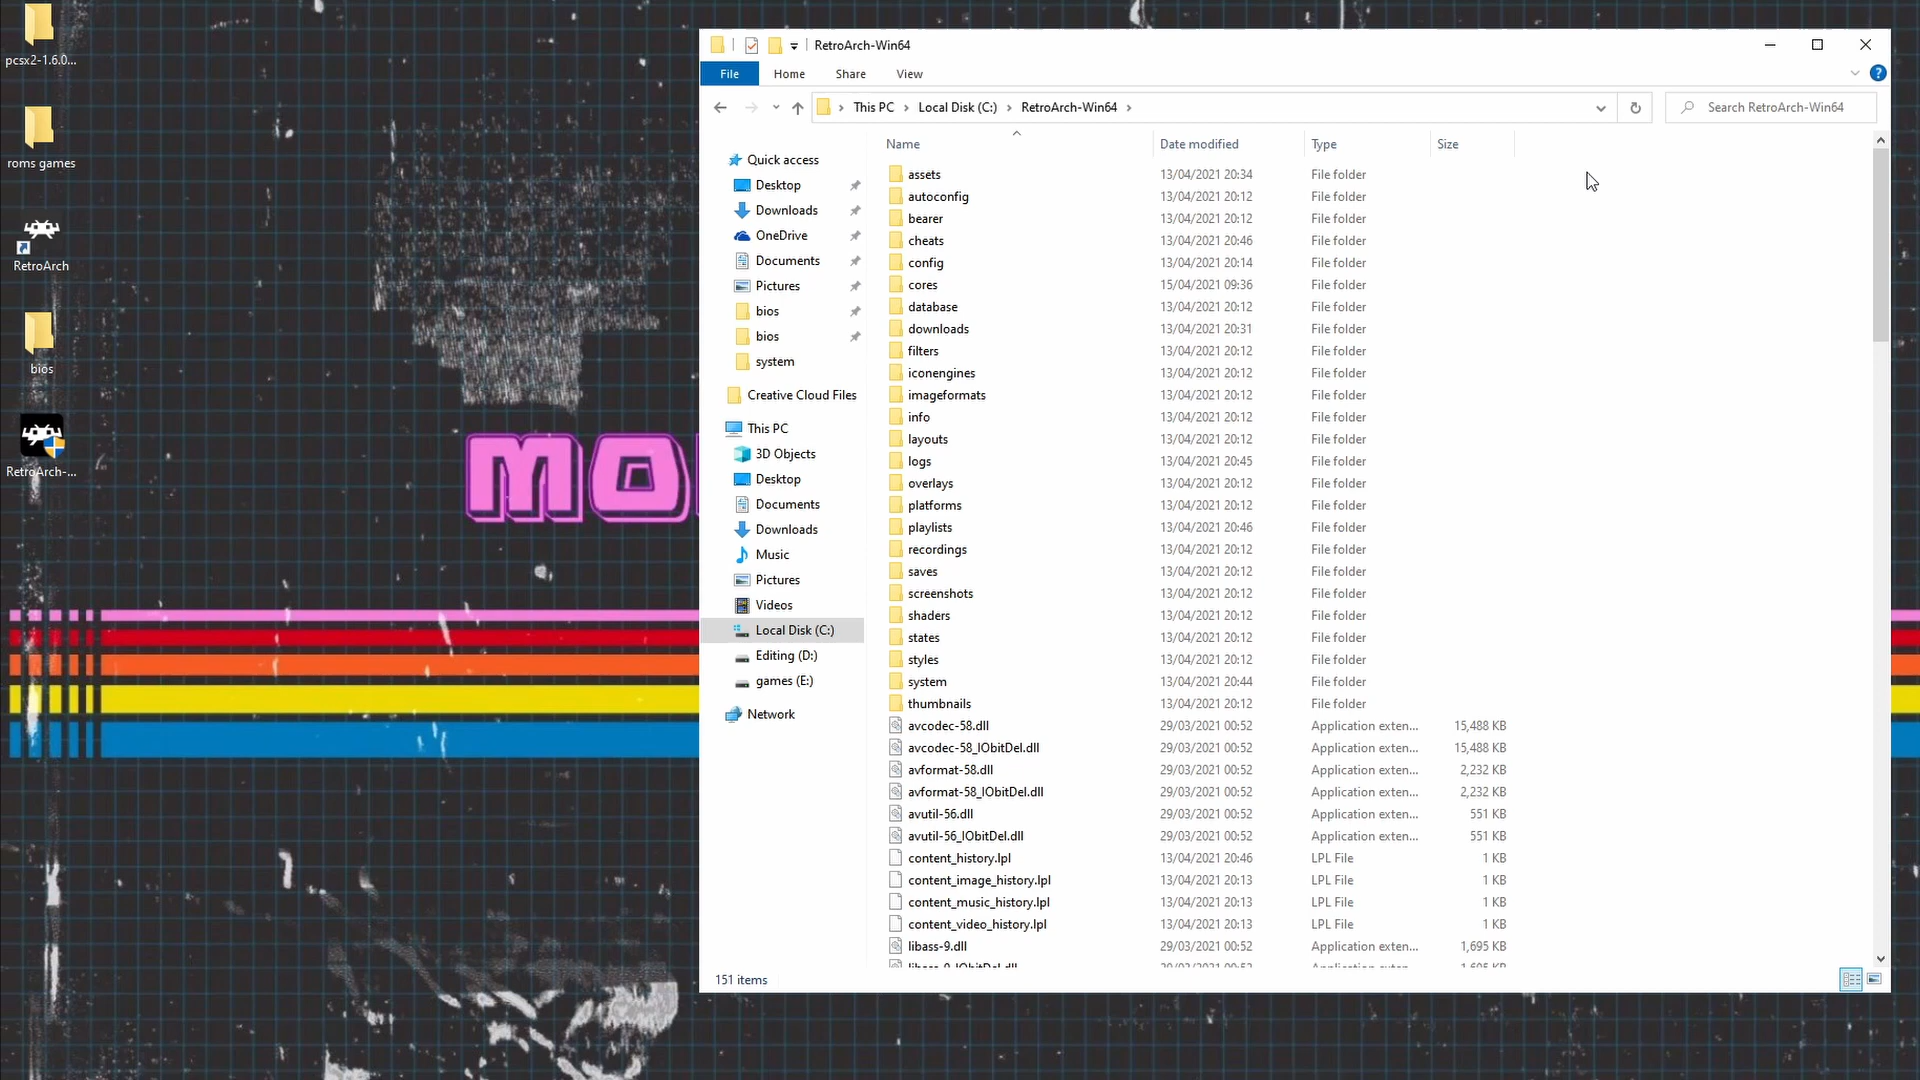 pcsx2-1.6.0...
roms games
RetroArch
bios
RetroArch-...
MO
RetroArch-Win64
File
Home
Share
View
This PC
Local Disk (C:)
RetroArch-Win64
Search RetroArch-Win64
Quick access
Desktop
Downloads
OneDrive
Documents
Pictures
bios
bios
system
Creative Cloud Files
This PC
3D Objects
Desktop
Documents
Downloads
Music
Pictures
Videos
Local Disk (C:)
Editing (D:)
games (E:)
Network
Name Date modified Type Size
assets 13/04/2021 20:34 File folder
autoconfig 13/04/2021 20:12 File folder
bearer 13/04/2021 20:12 File folder
cheats 13/04/2021 20:46 File folder
config 13/04/2021 20:14 File folder
cores 15/04/2021 09:36 File folder
database 13/04/2021 20:12 File folder
downloads 13/04/2021 20:31 File folder
filters 13/04/2021 20:12 File folder
iconengines 13/04/2021 20:12 File folder
imageformats 13/04/2021 20:12 File folder
info 13/04/2021 20:12 File folder
layouts 13/04/2021 20:12 File folder
logs 13/04/2021 20:45 File folder
overlays 13/04/2021 20:12 File folder
platforms 13/04/2021 20:12 File folder
playlists 13/04/2021 20:46 File folder
recordings 13/04/2021 20:12 File folder
saves 13/04/2021 20:12 File folder
screenshots 13/04/2021 20:12 File folder
shaders 13/04/2021 20:12 File folder
states 13/04/2021 20:12 File folder
styles 13/04/2021 20:12 File folder
system 13/04/2021 20:44 File folder
thumbnails 13/04/2021 20:12 File folder
avcodec-58.dll 29/03/2021 00:52 Application exten... 15,488 KB
avcodec-58_IObitDel.dll 29/03/2021 00:52 Application exten... 15,488 KB
avformat-58.dll 29/03/2021 00:52 Application exten... 2,232 KB
avformat-58_IObitDel.dll 29/03/2021 00:52 Application exten... 2,232 KB
avutil-56.dll 29/03/2021 00:52 Application exten... 551 KB
avutil-56_IObitDel.dll 29/03/2021 00:52 Application exten... 551 KB
content_history.lpl 13/04/2021 20:46 LPL File 1 KB
content_image_history.lpl 13/04/2021 20:13 LPL File 1 KB
content_music_history.lpl 13/04/2021 20:13 LPL File 1 KB
content_video_history.lpl 13/04/2021 20:13 LPL File 1 KB
libass-9.dll 29/03/2021 00:52 Application exten... 1,695 KB
libass-9_IObitDel.dll 29/03/2021 00:52 Application exten... 1,695 KB
151 items